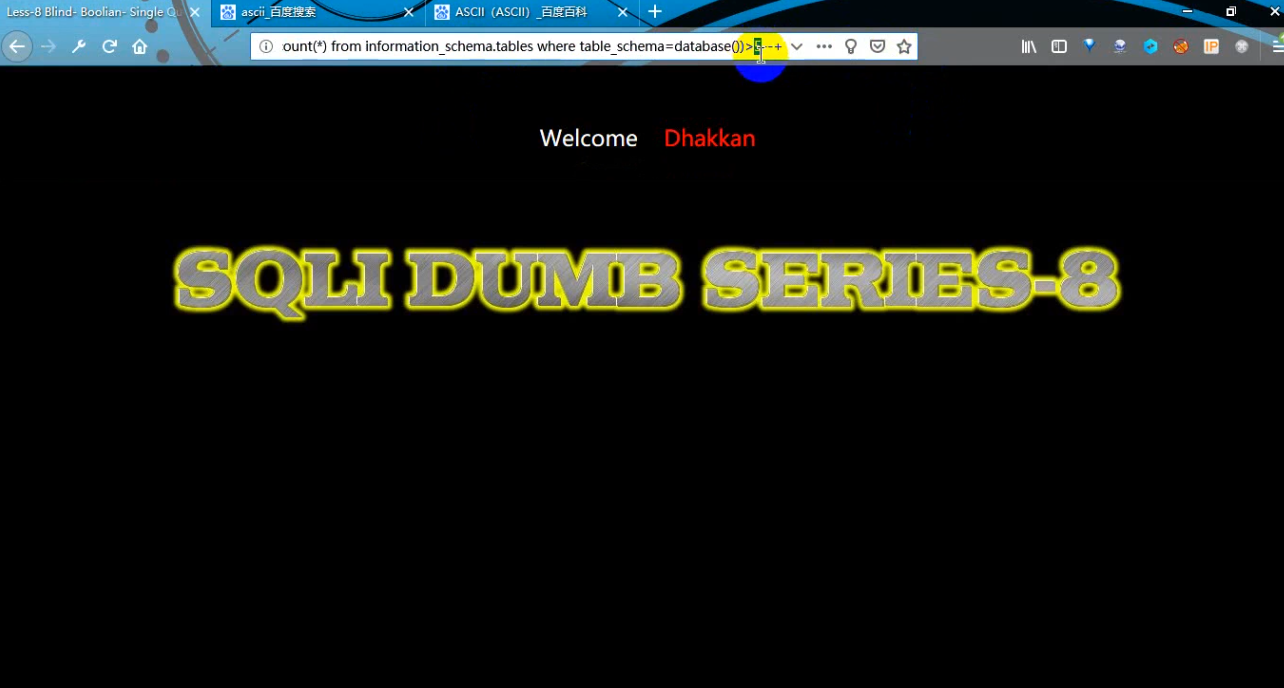 Less-8 Blind- Boolian- Single Qu
ascii_百度搜索
ASCII（ASCII）_百度百科
ount(*) from information_schema.tables where table_schema=database())>5--+
IP
Welcome Dhakkan
SQLI DUMB SERIES-8